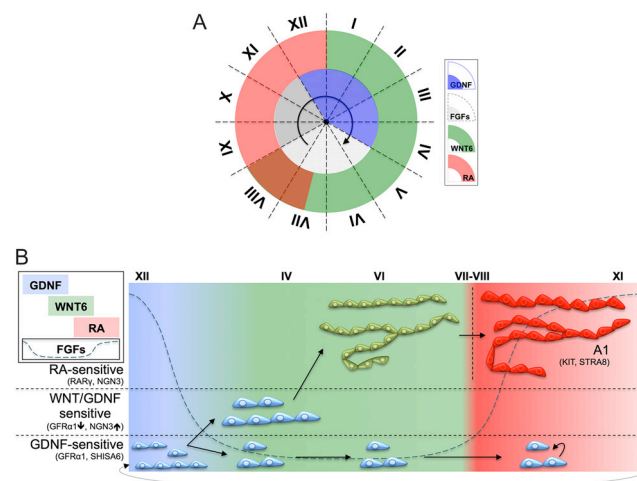 A
XII
I
XI
II
X
III
XI
IV
VIII
V
VII
VI
GDNF
FGFs
WNT6
RA
B
XII
IV
VI
VII-VIII
XI
GDNF
WNT6
RA
FGFs
RA-sensitive
(RARγ, NGN3)
WNT/GDNF
sensitive
(GFRα1🡇, NGN3🡅)
GDNF-sensitive
(GFRα1, SHISA6)
A1
(KIT, STRA8)